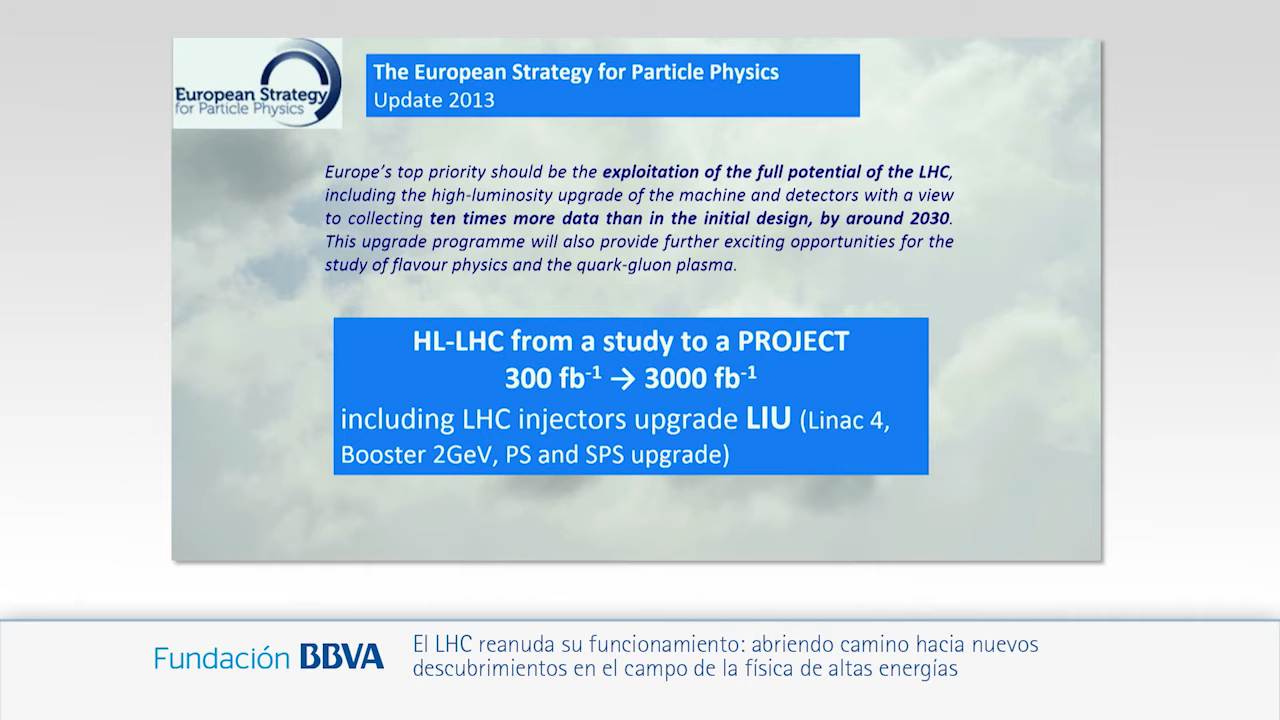 European Strategy
for Particle Physics
The European Strategy for Particle Physics
Update 2013
Europe’s top priority should be the exploitation of the full potential of the LHC,
including the high-luminosity upgrade of the machine and detectors with a view
to collecting ten times more data than in the initial design, by around 2030.
This upgrade programme will also provide further exciting opportunities for the
study of flavour physics and the quark-gluon plasma.
HL-LHC from a study to a PROJECT
300 fb⁻¹ → 3000 fb⁻¹
including LHC injectors upgrade LIU (Linac 4,
Booster 2GeV, PS and SPS upgrade)
Fundación BBVA
El LHC reanuda su funcionamiento: abriendo camino hacia nuevos
descubrimientos en el campo de la física de altas energías